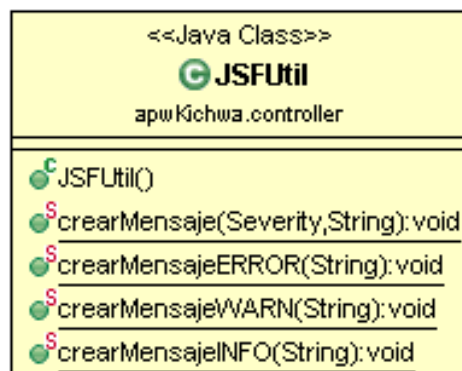 <<Java Class>>
C JSFUtil
apwKichwa.controller
C JSFUtil()
S crearMensaje(Severity,String):void
S crearMensajeERROR(String):void
S crearMensajeWARN(String):void
S crearMensajeINFO(String):void